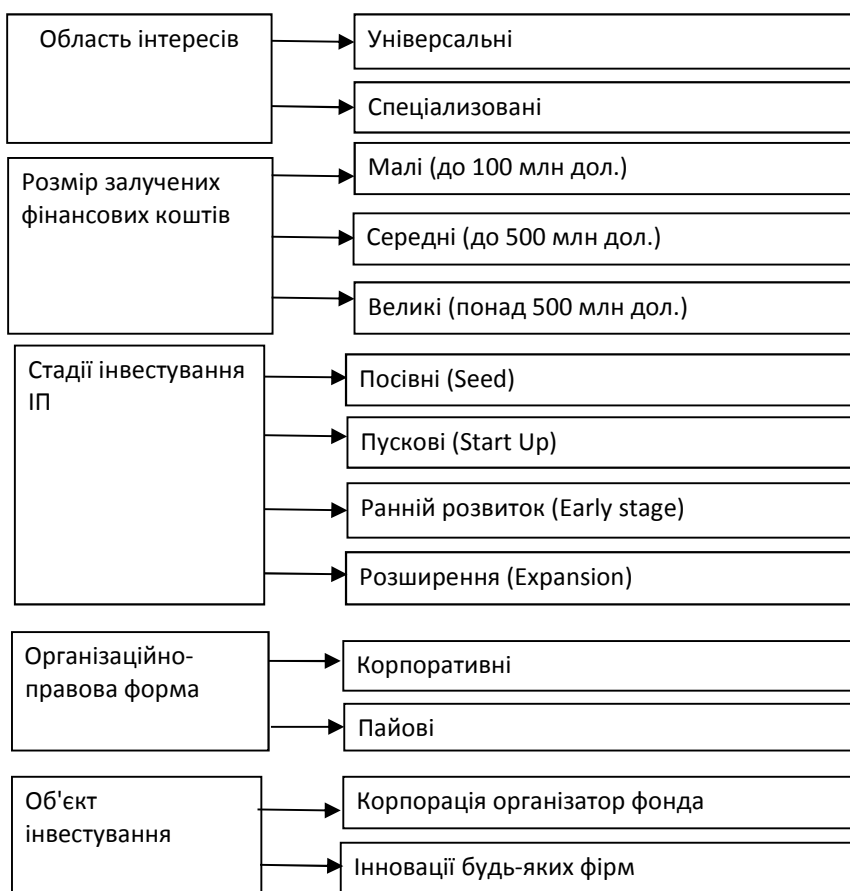 Область інтересів
Універсальні
Спеціализовані
Розмір залучених
фінансових коштів
Малі (до 100 млн дол.)
Середні (до 500 млн дол.)
Великі (понад 500 млн дол.)
Стадії інвестування
ІП
Посівні (Seed)
Пускові (Start Up)
Ранній розвиток (Early stage)
Розширення (Expansion)
Організаційно-
правова форма
Корпоративні
Пайові
Об'єкт
інвестування
Корпорація організатор фонда
Інновації будь-яких фірм